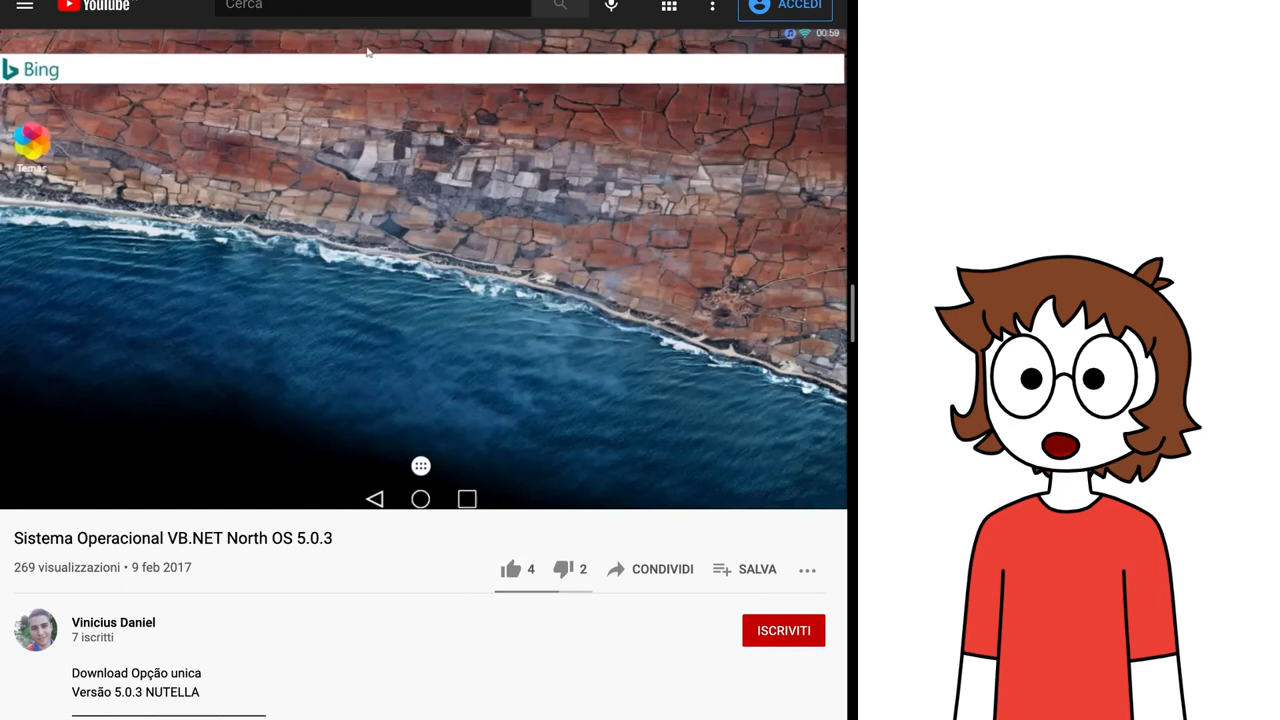 YouTube
Cerca
ACCEDI
00:59
Bing
Temas
Sistema Operacional VB.NET North OS 5.0.3
269 visualizzazioni • 9 feb 2017
4
2
CONDIVIDI
SALVA
Vinicius Daniel
7 iscritti
ISCRIVITI
Download Opção unica
Versão 5.0.3 NUTELLA